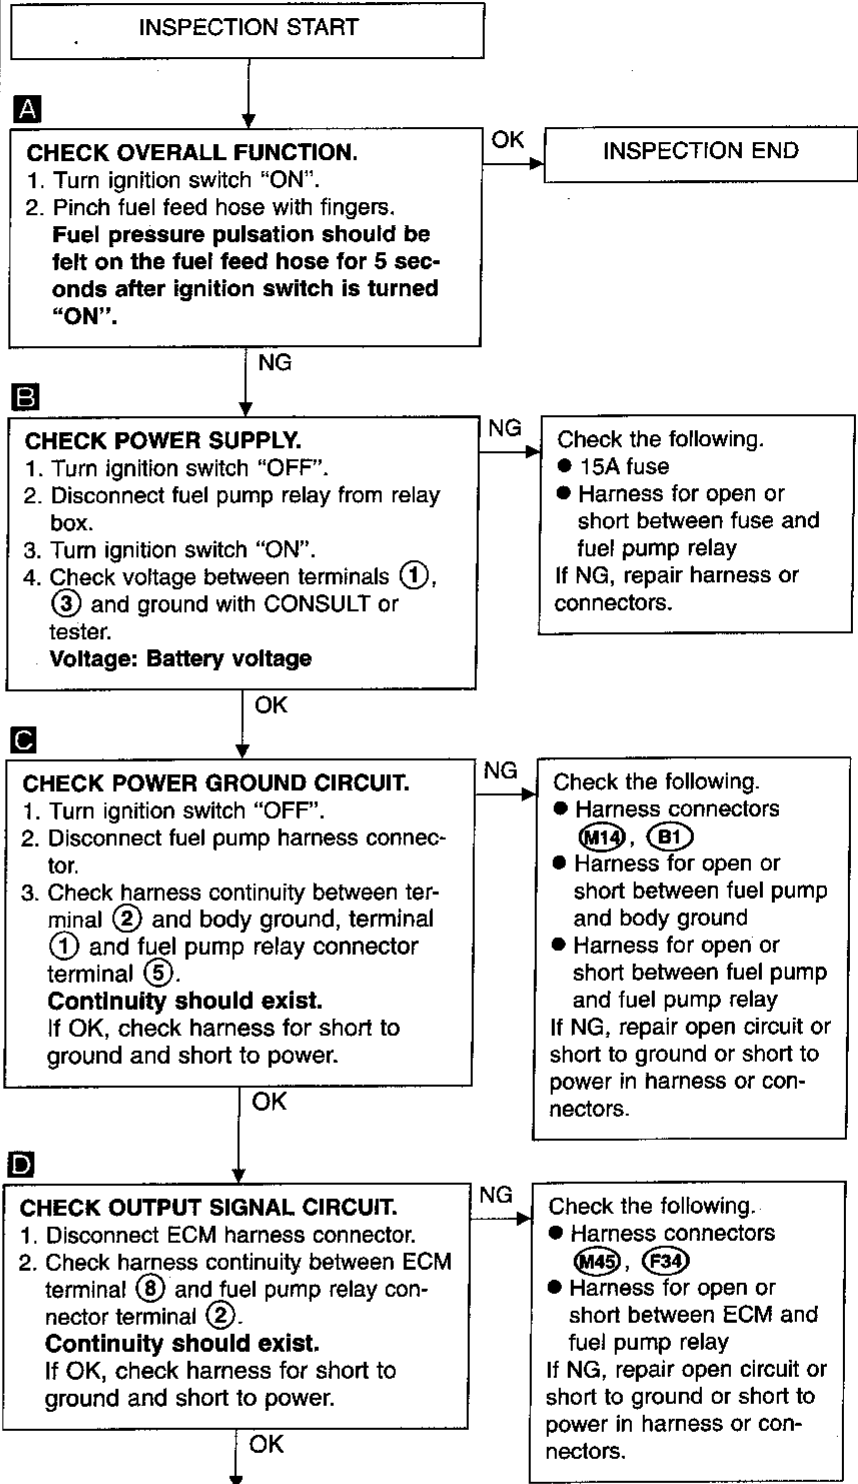 INSPECTION START
A
CHECK OVERALL FUNCTION.
1. Turn ignition switch “ON”.
2. Pinch fuel feed hose with fingers.
Fuel pressure pulsation should be
felt on the fuel feed hose for 5 sec-
onds after ignition switch is turned
“ON”.
OK
INSPECTION END
NG
B
CHECK POWER SUPPLY.
1. Turn ignition switch “OFF”.
2. Disconnect fuel pump relay from relay
box.
3. Turn ignition switch “ON”.
4. Check voltage between terminals ①,
③ and ground with CONSULT or
tester.
Voltage: Battery voltage
NG
Check the following.
● 15A fuse
● Harness for open or
short between fuse and
fuel pump relay
If NG, repair harness or
connectors.
OK
C
CHECK POWER GROUND CIRCUIT.
1. Turn ignition switch “OFF”.
2. Disconnect fuel pump harness connec-
tor.
3. Check harness continuity between ter-
minal ② and body ground, terminal
① and fuel pump relay connector
terminal ⑤.
Continuity should exist.
If OK, check harness for short to
ground and short to power.
NG
Check the following.
● Harness connectors
M14, B1
● Harness for open or
short between fuel pump
and body ground
● Harness for open or
short between fuel pump
and fuel pump relay
If NG, repair open circuit or
short to ground or short to
power in harness or con-
nectors.
OK
D
CHECK OUTPUT SIGNAL CIRCUIT.
1. Disconnect ECM harness connector.
2. Check harness continuity between ECM
terminal ⑧ and fuel pump relay con-
nector terminal ②.
Continuity should exist.
If OK, check harness for short to
ground and short to power.
NG
Check the following.
● Harness connectors
M45, F34
● Harness for open or
short between ECM and
fuel pump relay
If NG, repair open circuit or
short to ground or short to
power in harness or con-
nectors.
OK